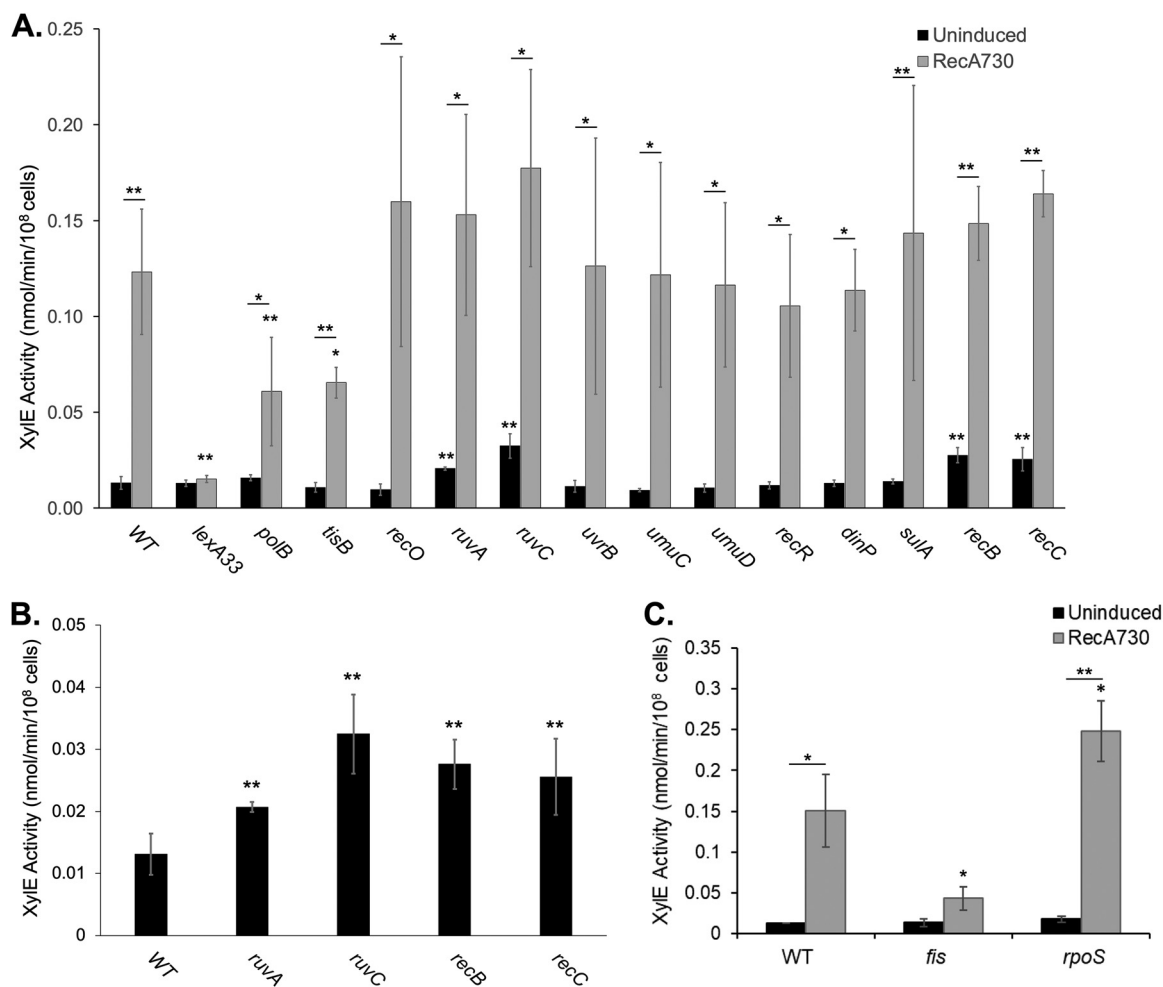 A.
XylE Activity (nmol/min/10⁸ cells)
0.25
0.20
0.15
0.10
0.05
0.00
Uninduced
RecA730
**
**
*
**
**
*
*
*
**
*
**
*
*
*
*
*
**
**
**
**
**
WT
lexA33
polB
tisB
recO
ruvA
ruvC
uvrB
umuC
umuD
recR
dinP
sulA
recB
recC
B.
XylE Activity (nmol/min/10⁸ cells)
0.05
0.04
0.03
0.02
0.01
0
**
**
**
**
WT
ruvA
ruvC
recB
recC
C.
Uninduced
RecA730
XylE Activity (nmol/min/10⁸ cells)
0.35
0.3
0.25
0.2
0.15
0.1
0.05
0
*
*
**
*
WT
fis
rpoS